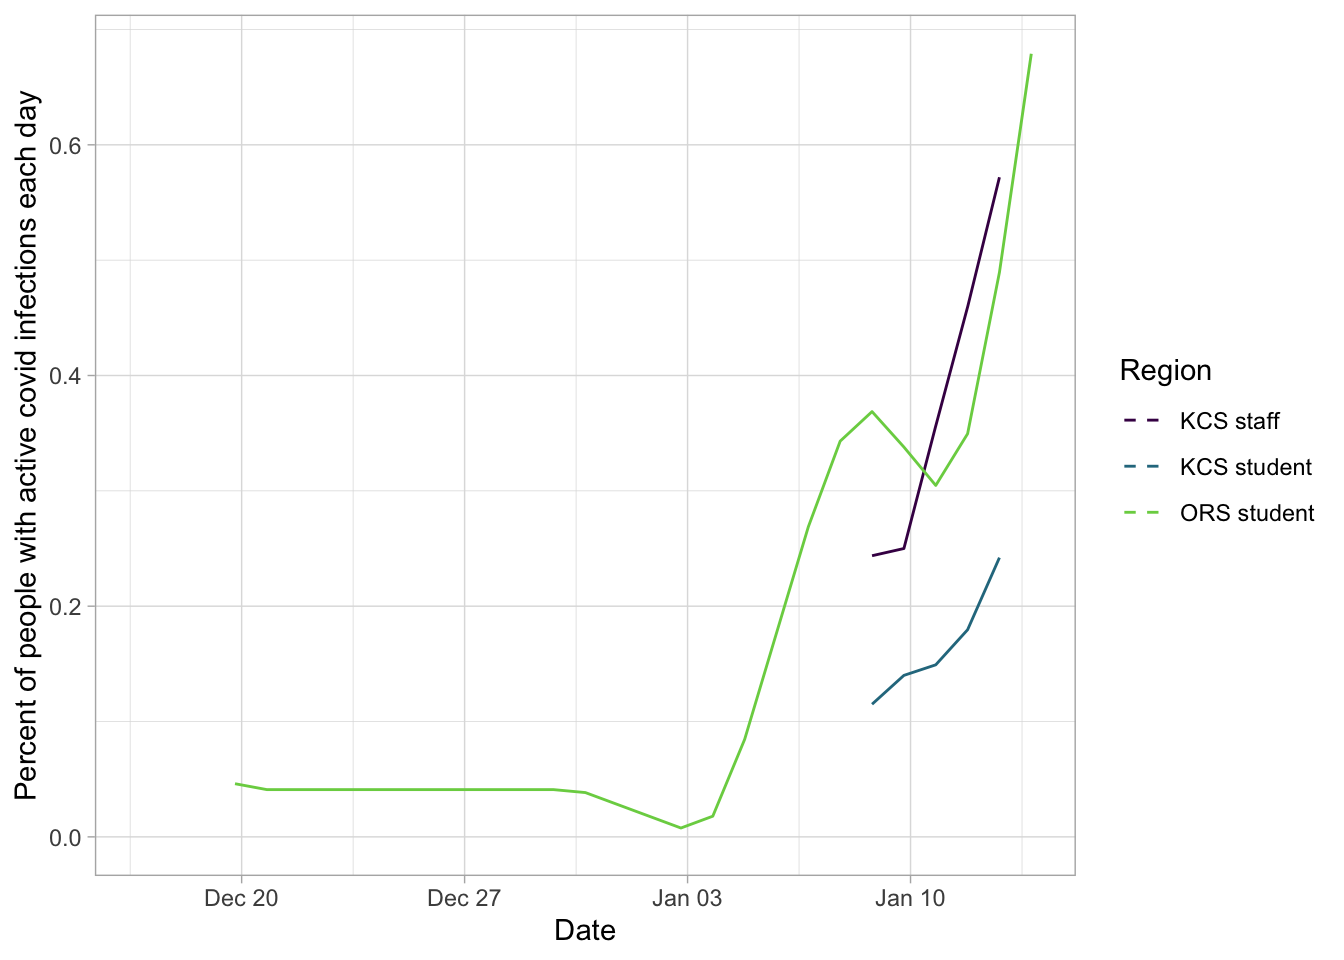 Percent of people with active covid infections each day
0.6
0.4
0.2
0.0
Dec 20
Dec 27
Jan 03
Jan 10
Date
Region
KCS staff
KCS student
ORS student